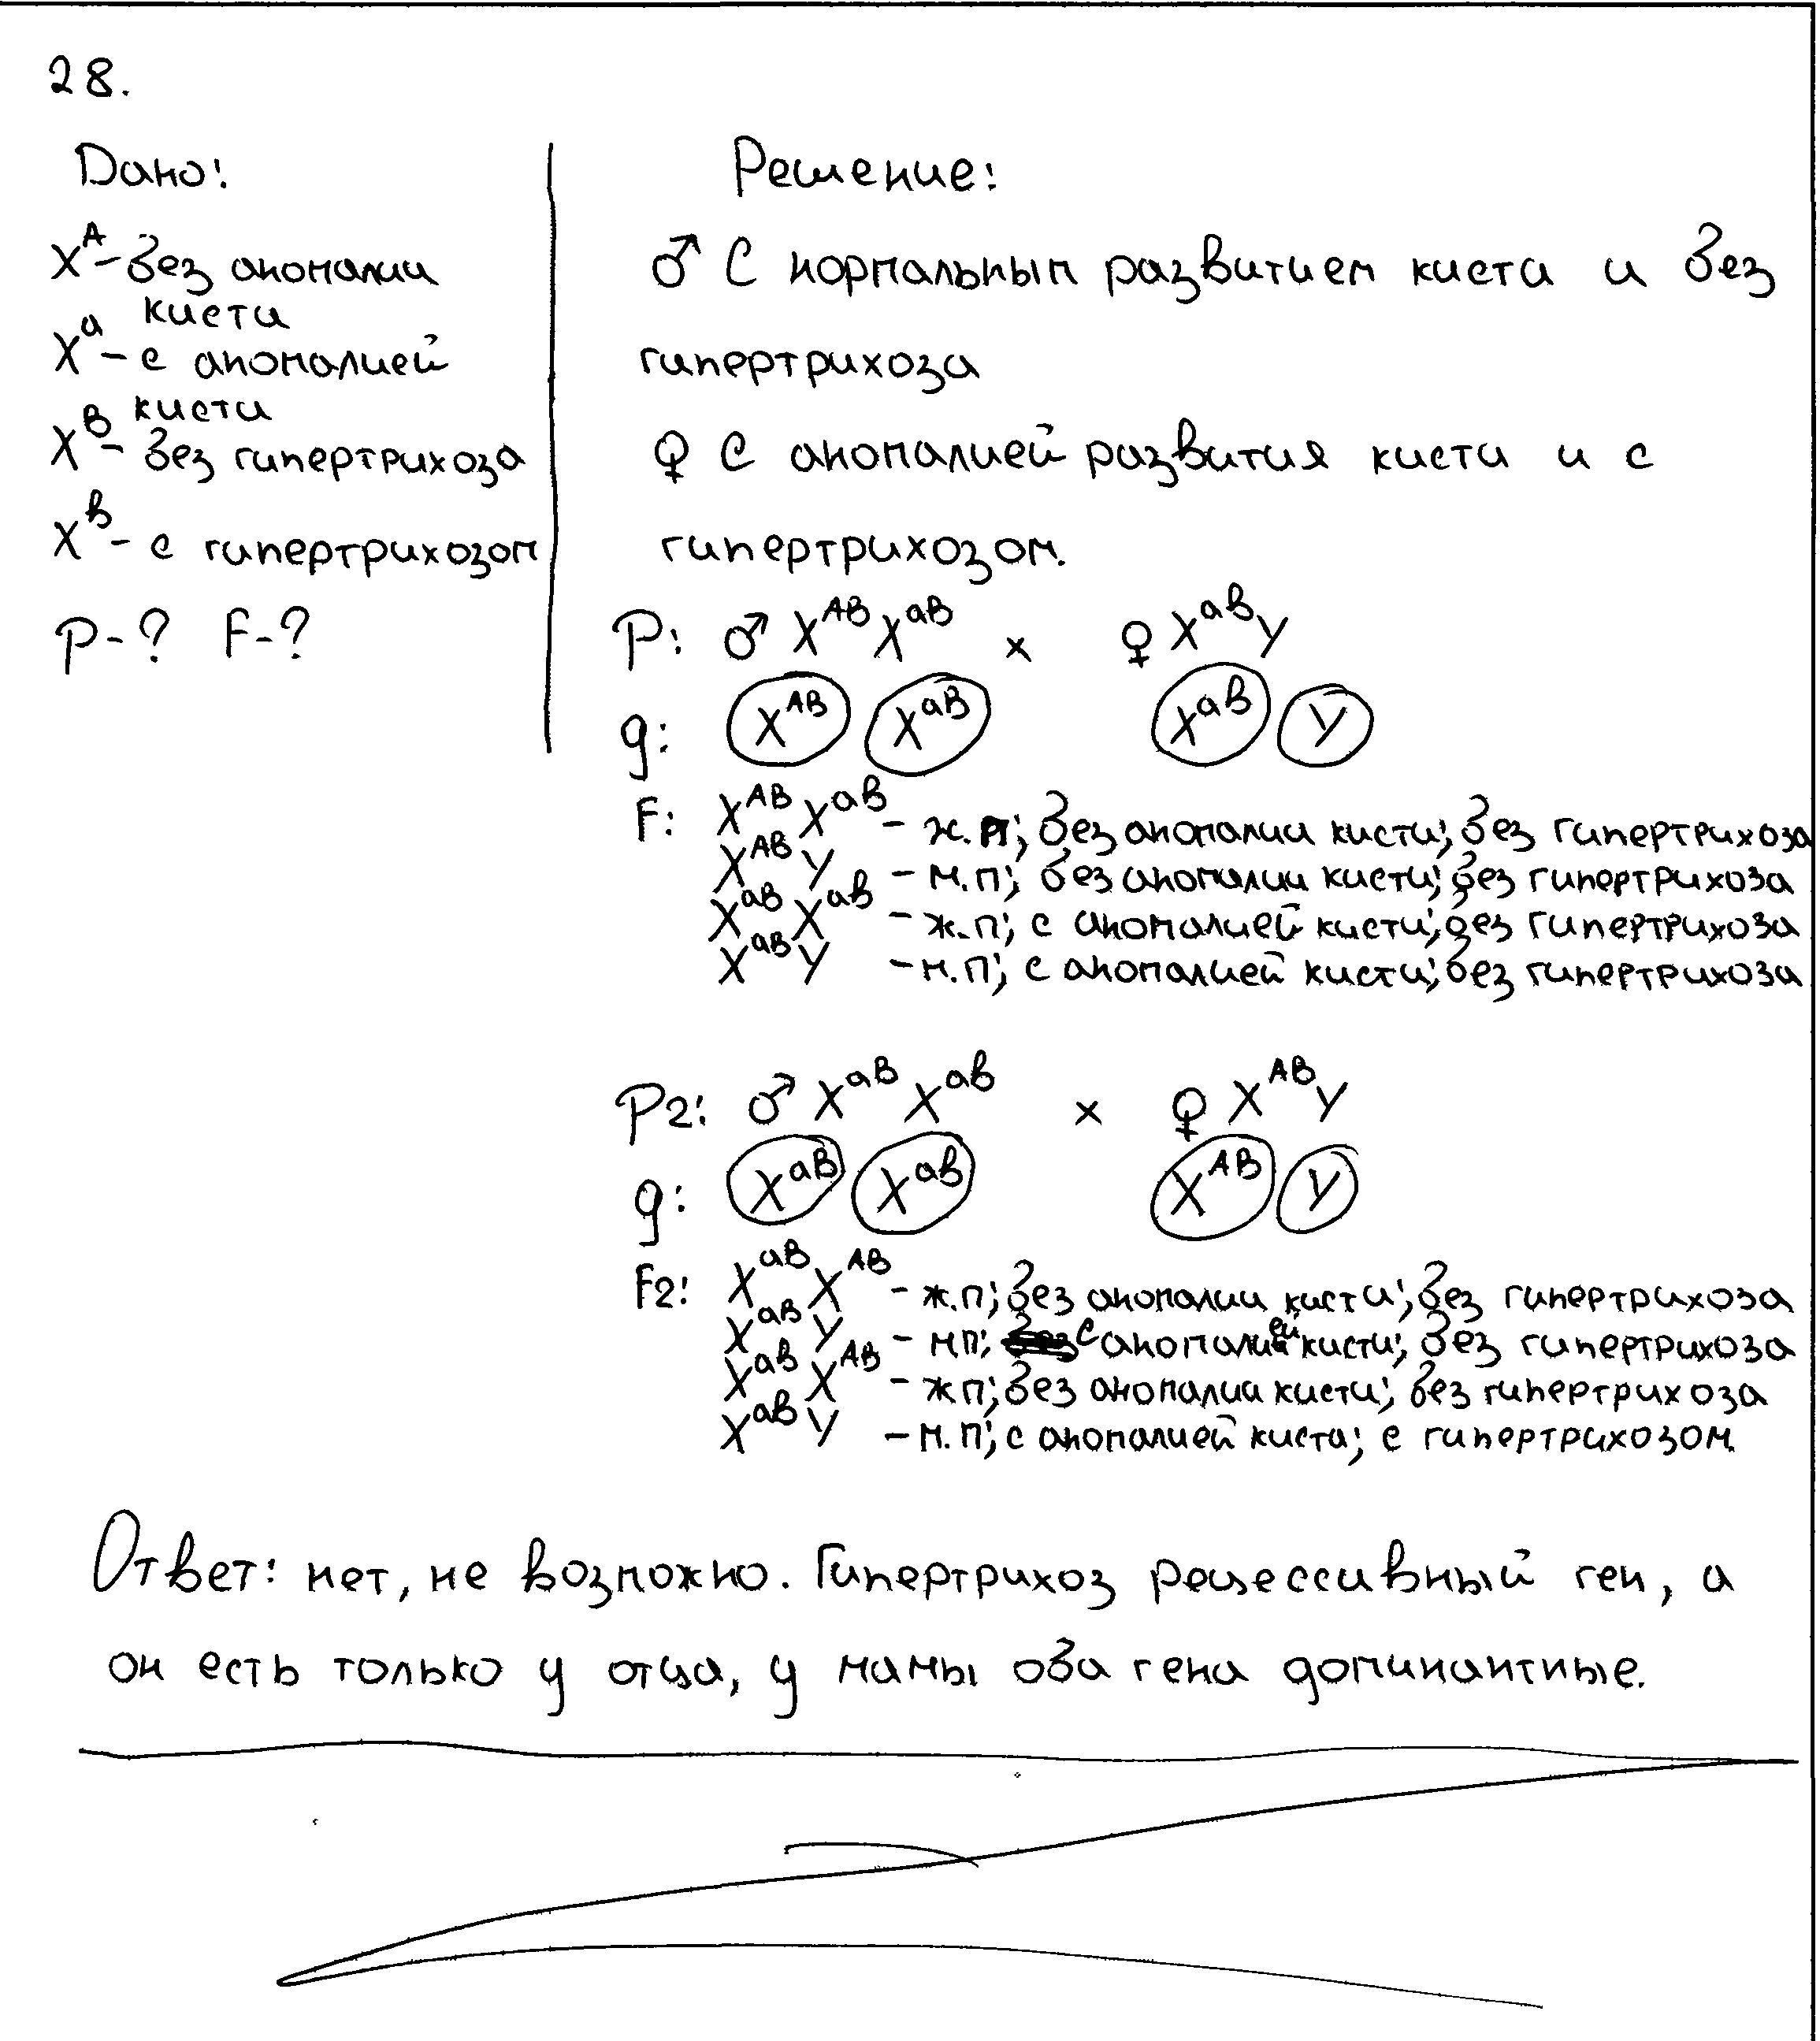 28.
Дано:
X^A - без аномалии
кисти
X^a - с аномалией
кисти
X^B - без гипертрихоза
X^b - с гипертрихозом
P-? F-?
Решение:
♂ С нормальным развитием кисти и без
гипертрихоза
♀ С аномалией развития кисти и с
гипертрихозом.
P: ♂ X^AB X^aB × ♀ X^aB Y
g: X^AB X^aB X^aB Y
F: X^AB X^aB - ж.п; без аномалии кисти; без гипертрихоза
X^AB Y - м.п; без аномалии кисти; без гипертрихоза
X^aB X^aB - ж.п; с аномалией кисти; без гипертрихоза
X^aB Y - м.п; с аномалией кисти; без гипертрихоза
P2: ♂ X^aB X^ab × ♀ X^AB Y
g: X^aB X^ab X^AB Y
F2: X^aB X^AB - ж.п; без аномалии кисти; без гипертрихоза
X^aB Y - м.п; с аномалией кисти; без гипертрихоза
X^ab X^AB - ж.п; без аномалии кисти; без гипертрихоза
X^ab Y - м.п; с аномалией киста; с гипертрихозом
Ответ: нет, не возможно. Гипертрихоз рецессивный ген, а
он есть только у отца, у мамы оба гена доминантные.